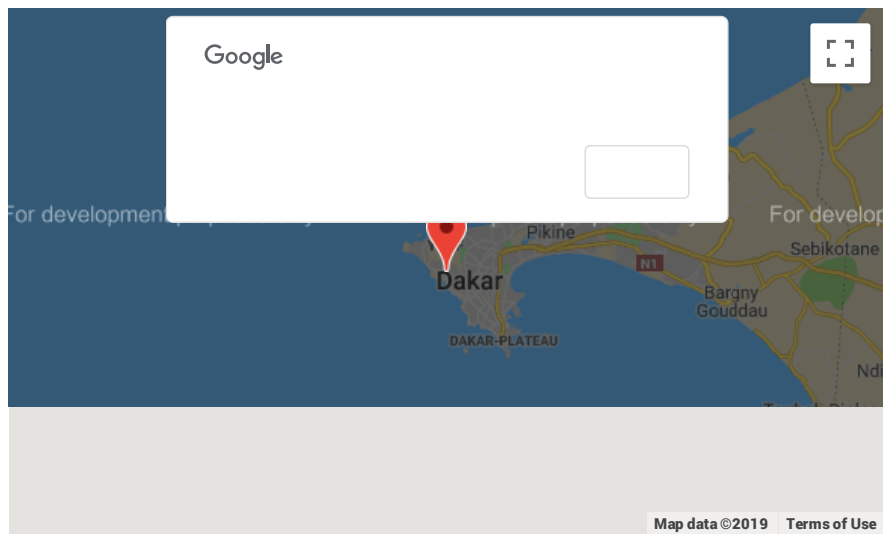 Google
For development
For develop
Pikine
Sebikotane
N1
Dakar
Bargny
Gouddau
DAKAR-PLATEAU
Ndi
Map data ©2019
Terms of Use